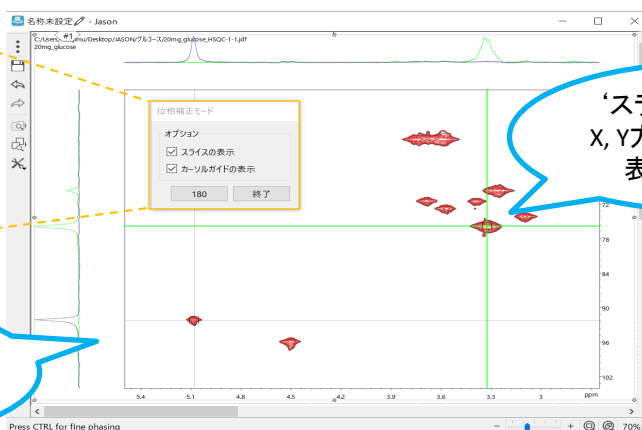 名称未設定 - Jason
#1
20mg_glucose
位相補正モード
オプション
スライスの表示
カーソルガイドの表示
180 終了
'スラ
X, Y方
表
72
78
84
90
96
102
5.4 5.1 4.8 4.5 4.2 3.9 3.6 3.3 3 ppm
Press CTRL for fine phasing
70%